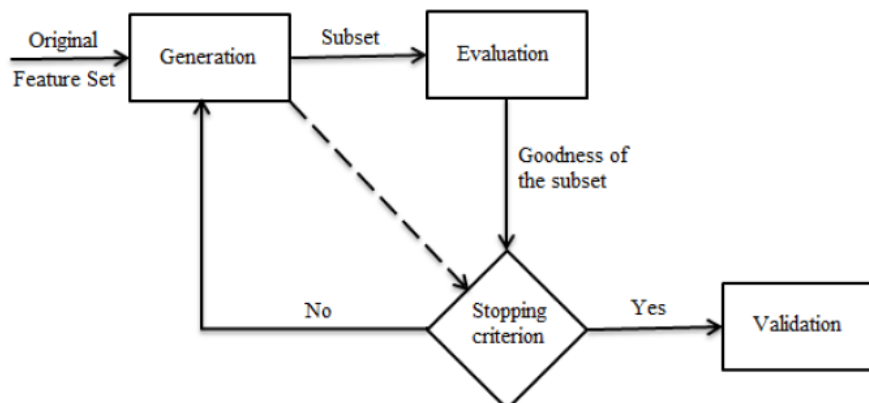 Original
Feature Set
Generation
Subset
Evaluation
Goodness of
the subset
No
Stopping
criterion
Yes
Validation